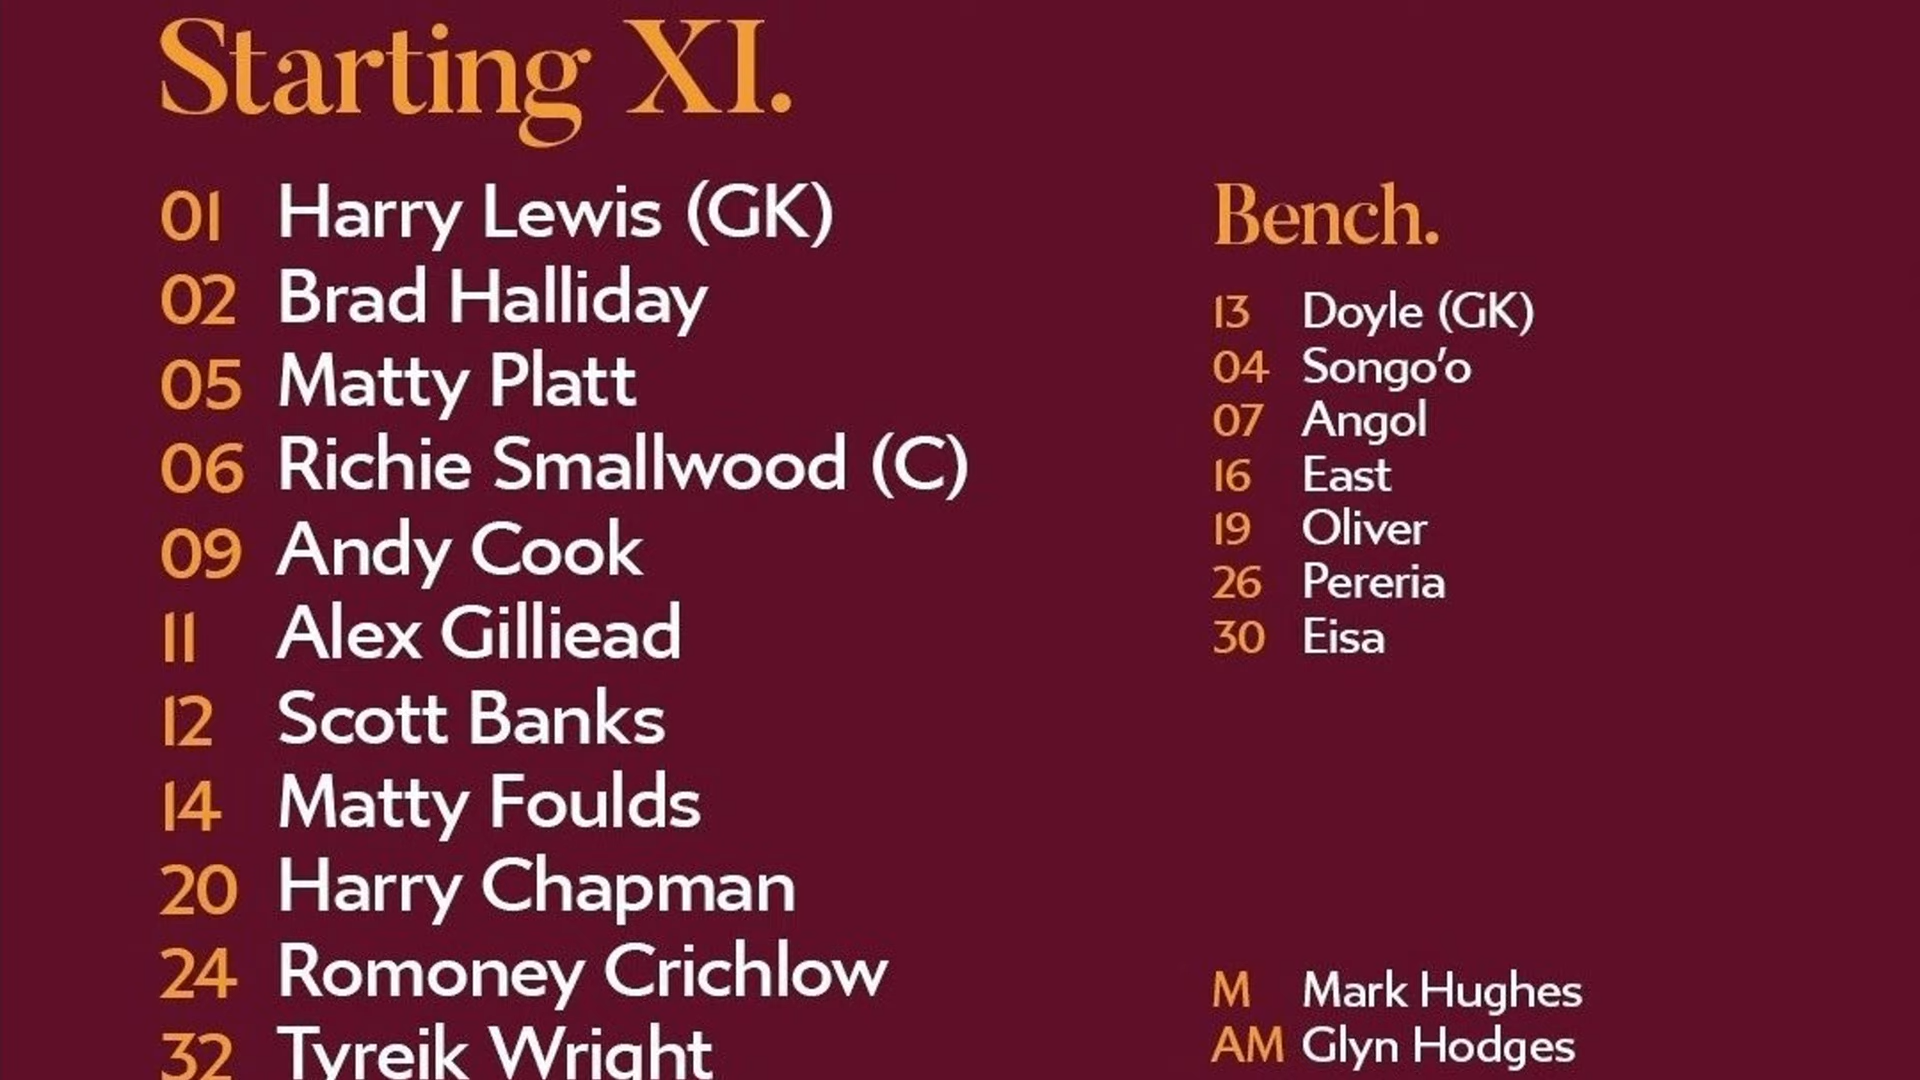 Starting XI.
01 Harry Lewis (GK)
02 Brad Halliday
05 Matty Platt
06 Richie Smallwood (C)
09 Andy Cook
11 Alex Gilliead
12 Scott Banks
14 Matty Foulds
20 Harry Chapman
24 Romoney Crichlow
32 Tyreik Wright
Bench.
13 Doyle (GK)
04 Songo’o
07 Angol
16 East
19 Oliver
26 Pereria
30 Eisa
M Mark Hughes
AM Glyn Hodges